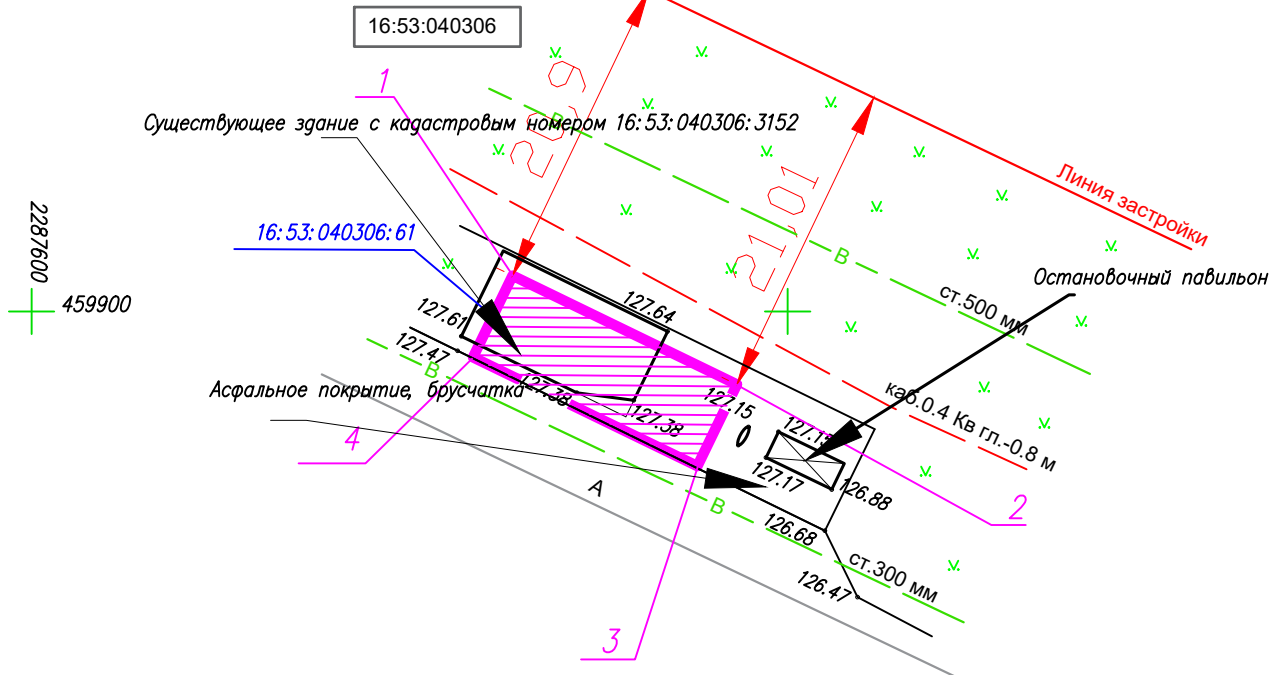 16:53:040306
1
20,9
Существующее здание с кадастровым номером 16:53:040306:3152
В
21,01
Линия застройки
2287600
459900
16:53:040306:61
В
Остановочный павильон
ст.500 мм
127.64
127.61
127.47
В
Асфальное покрытие, брусчатка
127.38
127.38
127.15
каб.0.4 Кв гл.-0.8 м
127.15
127.17
126.88
4
А
В
2
126.68
ст.300 мм
126.47
3